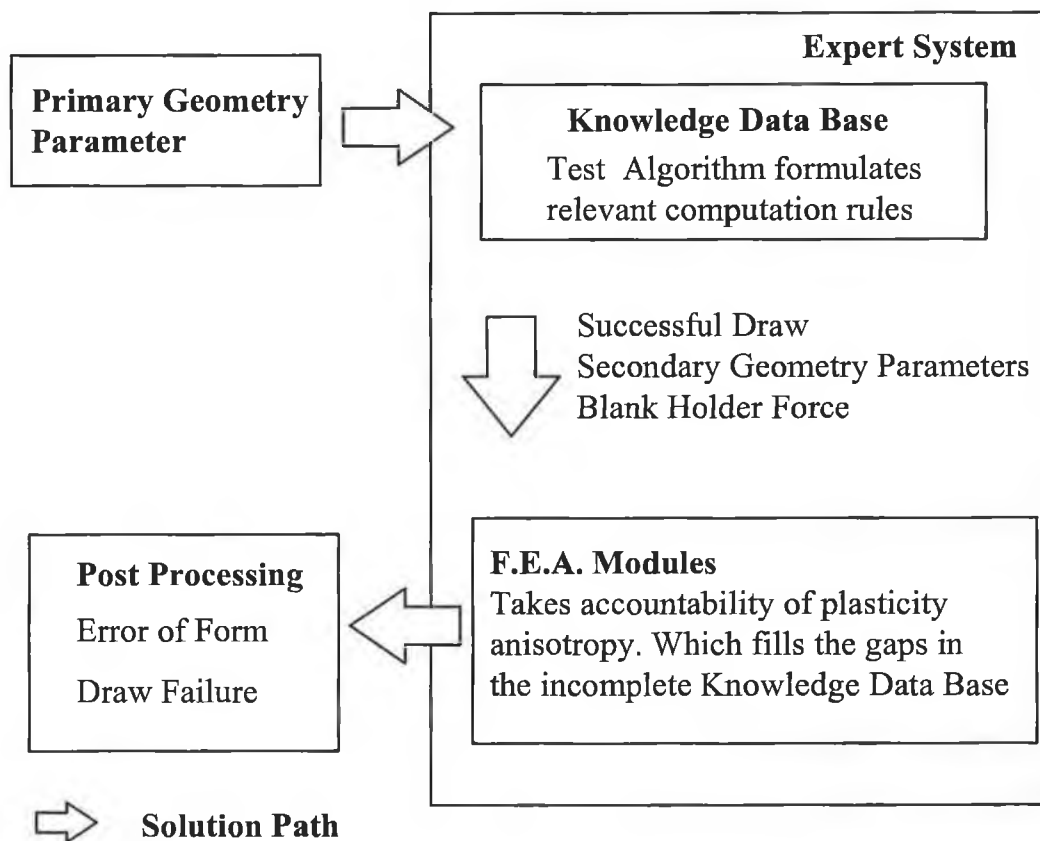 Expert System
Primary Geometry
Parameter
Knowledge Data Base
Test Algorithm formulates
relevant computation rules
Successful Draw
Secondary Geometry Parameters
Blank Holder Force
F.E.A. Modules
Takes accountability of plasticity
anisotropy. Which fills the gaps in
the incomplete Knowledge Data Base
Post Processing
Error of Form
Draw Failure
Solution Path